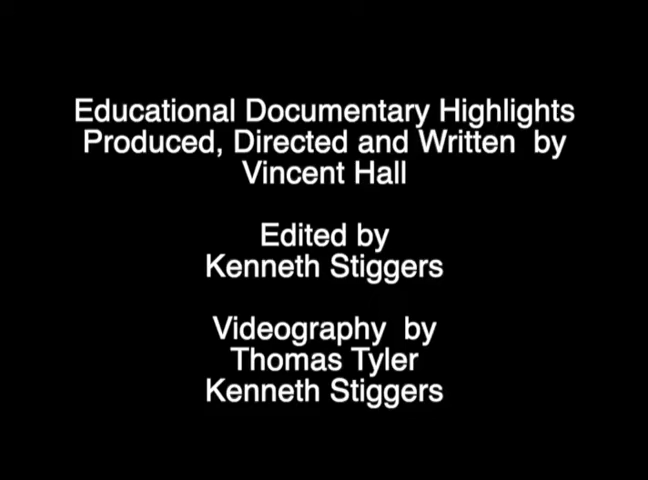 Educational Documentary Highlights
Produced, Directed and Written by
Vincent Hall
Edited by
Kenneth Stiggers
Videography by
Thomas Tyler
Kenneth Stiggers